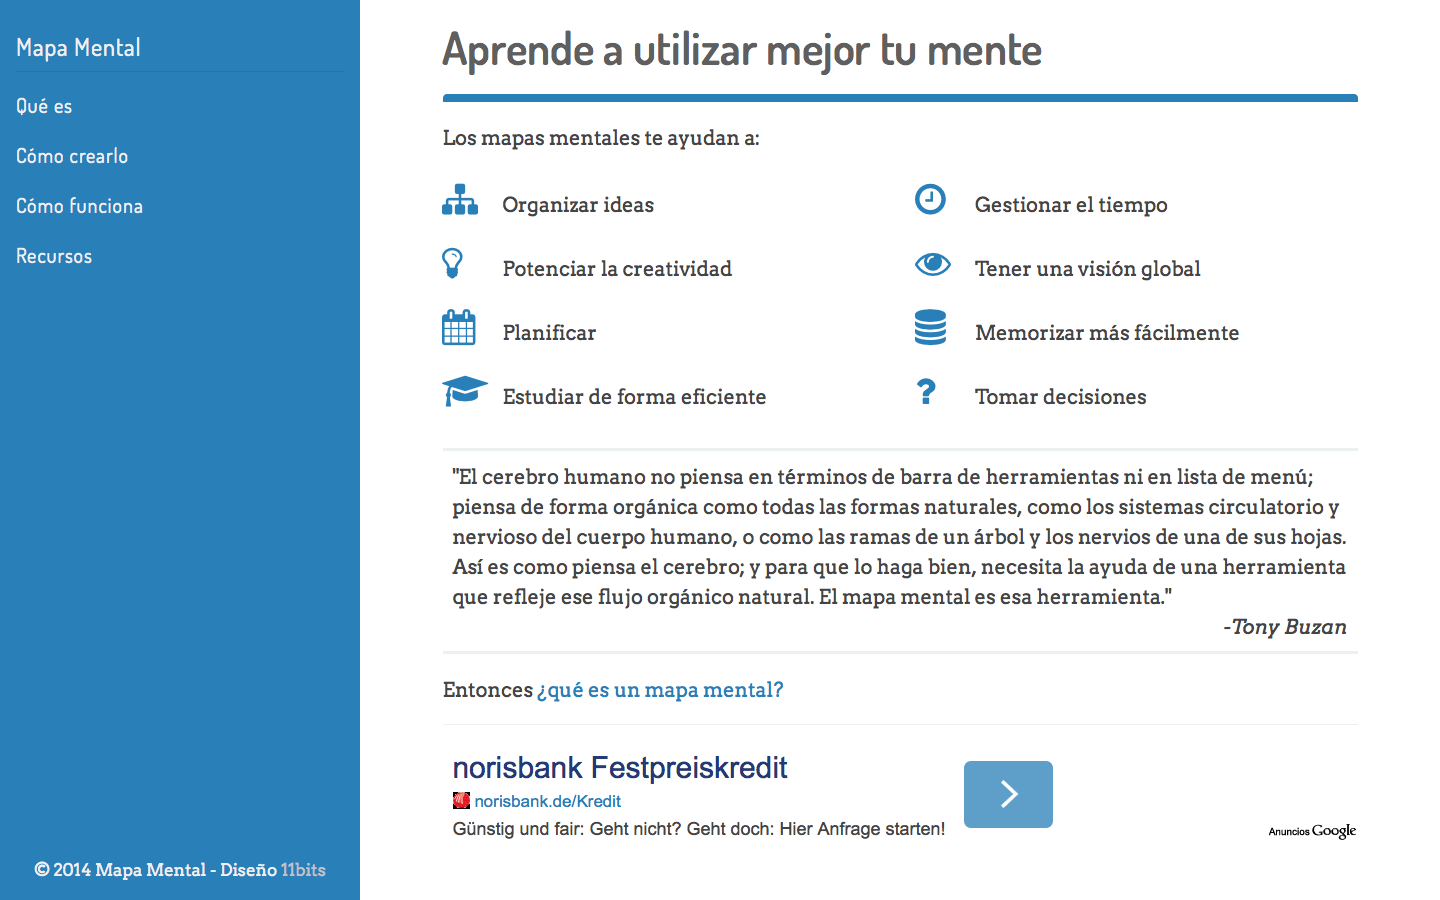 Mapa Mental
Qué es
Cómo crearlo
Cómo funciona
Recursos
© 2014 Mapa Mental - Diseño 11bits
Aprende a utilizar mejor tu mente
Los mapas mentales te ayudan a:
Organizar ideas
Gestionar el tiempo
Potenciar la creatividad
Tener una visión global
Planificar
Memorizar más fácilmente
Estudiar de forma eficiente
Tomar decisiones
"El cerebro humano no piensa en términos de barra de herramientas ni en lista de menú;
piensa de forma orgánica como todas las formas naturales, como los sistemas circulatorio y
nervioso del cuerpo humano, o como las ramas de un árbol y los nervios de una de sus hojas.
Así es como piensa el cerebro; y para que lo haga bien, necesita la ayuda de una herramienta
que refleje ese flujo orgánico natural. El mapa mental es esa herramienta."
-Tony Buzan
Entonces ¿qué es un mapa mental?
norisbank Festpreiskredit
norisbank.de/Kredit
Günstig und fair: Geht nicht? Geht doch: Hier Anfrage starten!
Anuncios Google